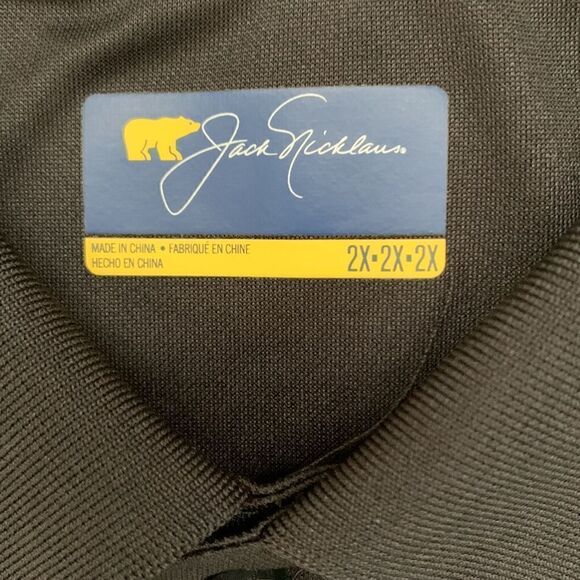 Jack Nicklaus
MADE IN CHINA • FABRIQUÉ EN CHINE
HECHO EN CHINA
2X▪2X▪2X